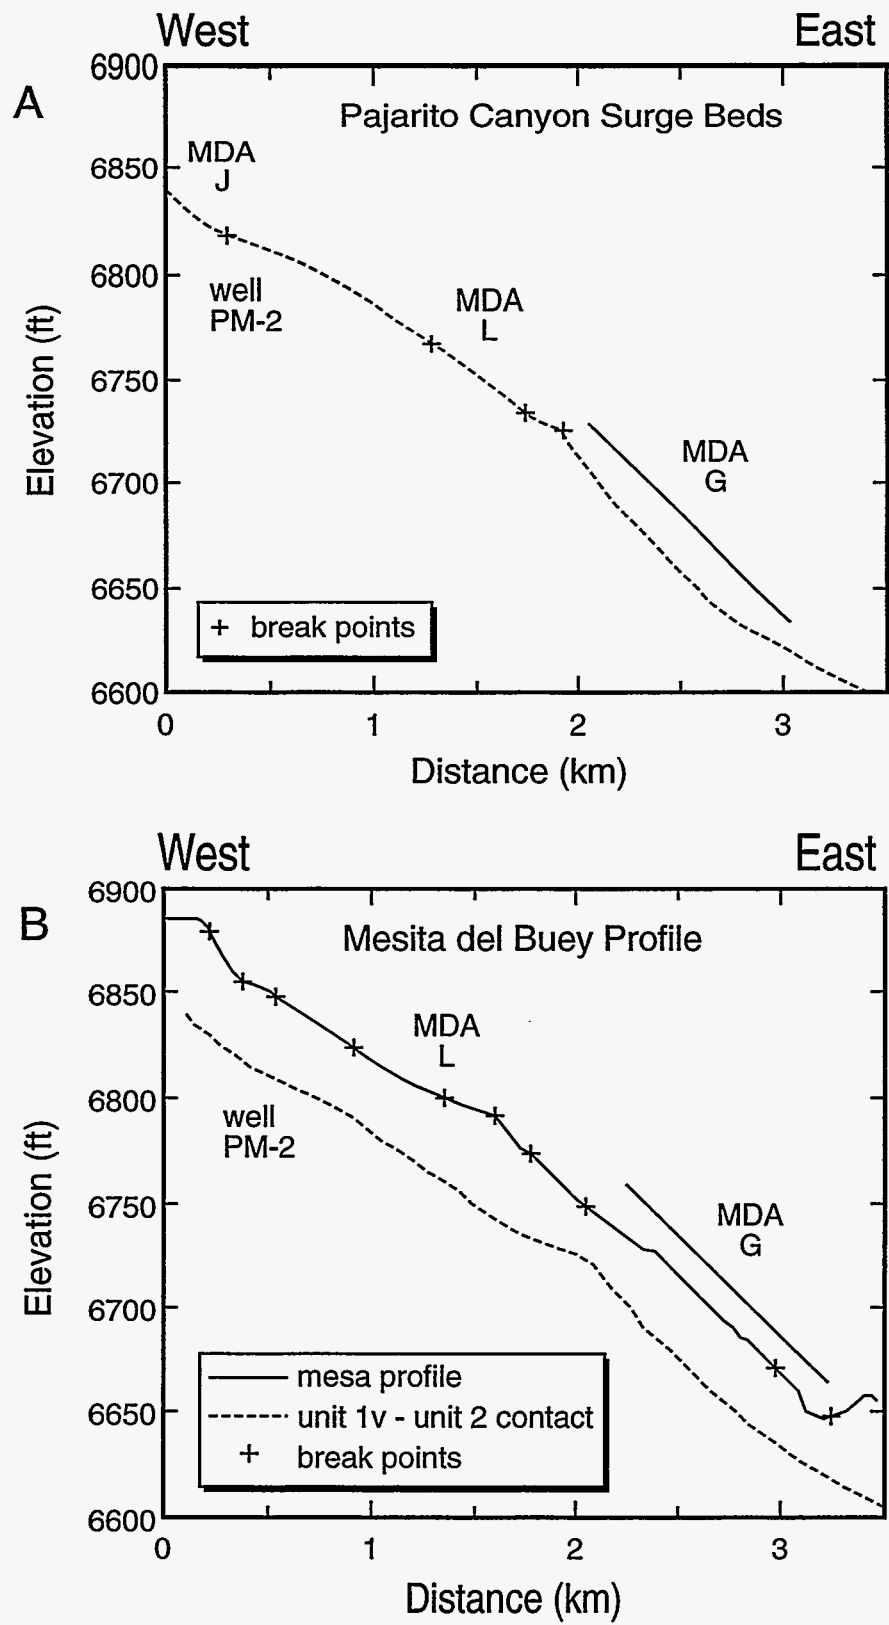 West East
A
6900
Pajarito Canyon Surge Beds
MDA
J
6850
6800
well
PM-2
MDA
L
6750
MDA
G
6700
6650
+ break points
6600
0 1 2 3
Elevation (ft)
Distance (km)
West East
B
6900
Mesita del Buey Profile
6850
MDA
L
6800
well
PM-2
6750
MDA
G
6700
mesa profile
unit 1v - unit 2 contact
+ break points
6650
6600
0 1 2 3
Elevation (ft)
Distance (km)